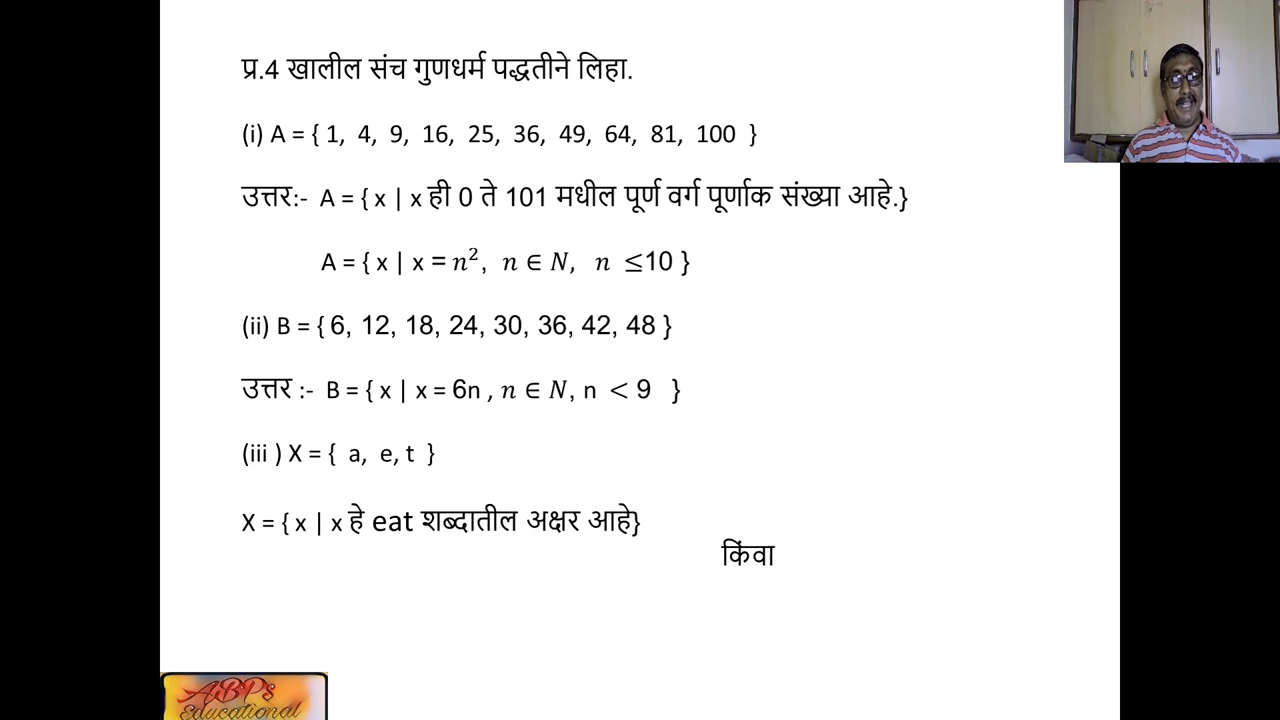 प्र.4 खालील संच गुणधर्म पद्धतीने लिहा.
(i) A = { 1, 4, 9, 16, 25, 36, 49, 64, 81, 100 }
उत्तर:- A = { x | x ही 0 ते 101 मधील पूर्ण वर्ग पूर्णाक संख्या आहे.}
A = { x | x = n², n ∈ N, n ≤10 }
(ii) B = { 6, 12, 18, 24, 30, 36, 42, 48 }
उत्तर :- B = { x | x = 6n , n ∈ N, n < 9 }
(iii ) X = { a, e, t }
X = { x | x हे eat शब्दातील अक्षर आहे}
किंवा
ABPs
Educational